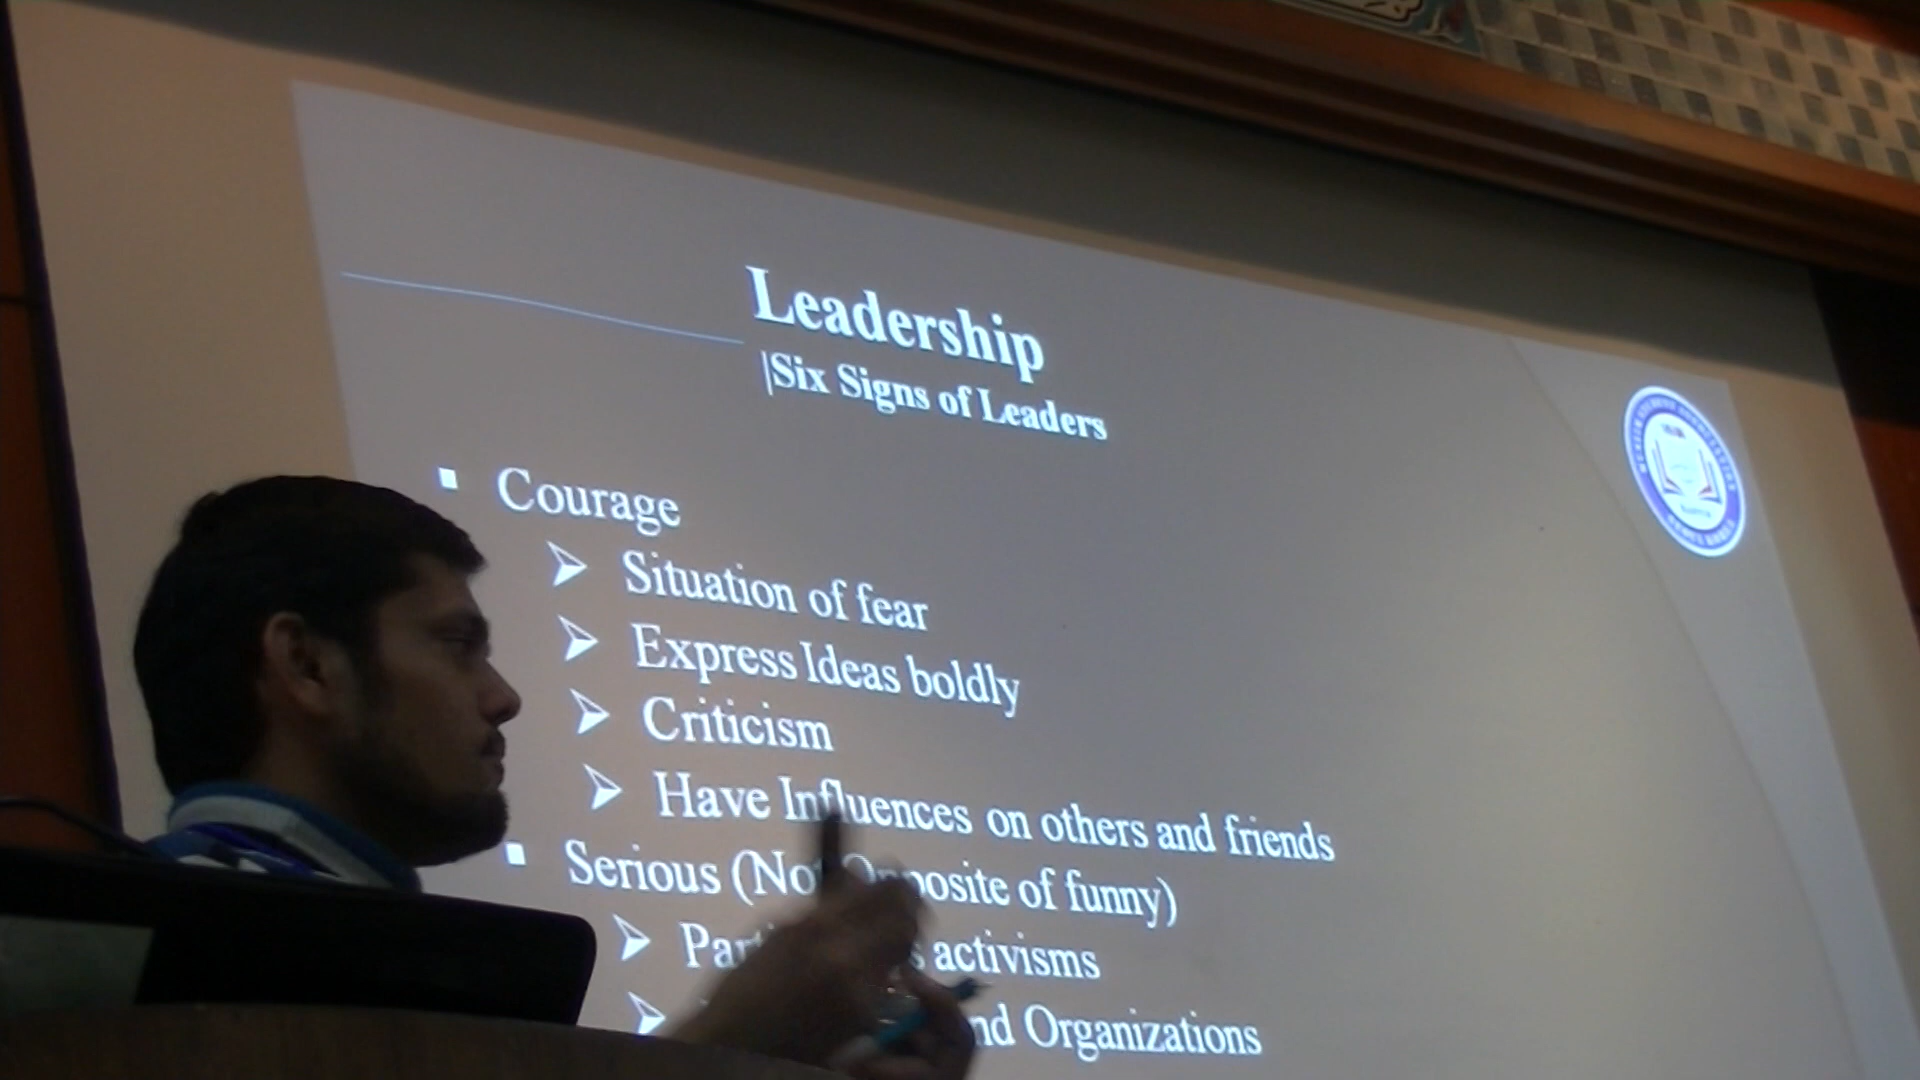 Leadership
|Six Signs of Leaders
Courage
Situation of fear
Express Ideas boldly
Criticism
Have Influences on others and friends
Serious (Not Opposite of funny)
activisms
Organizations